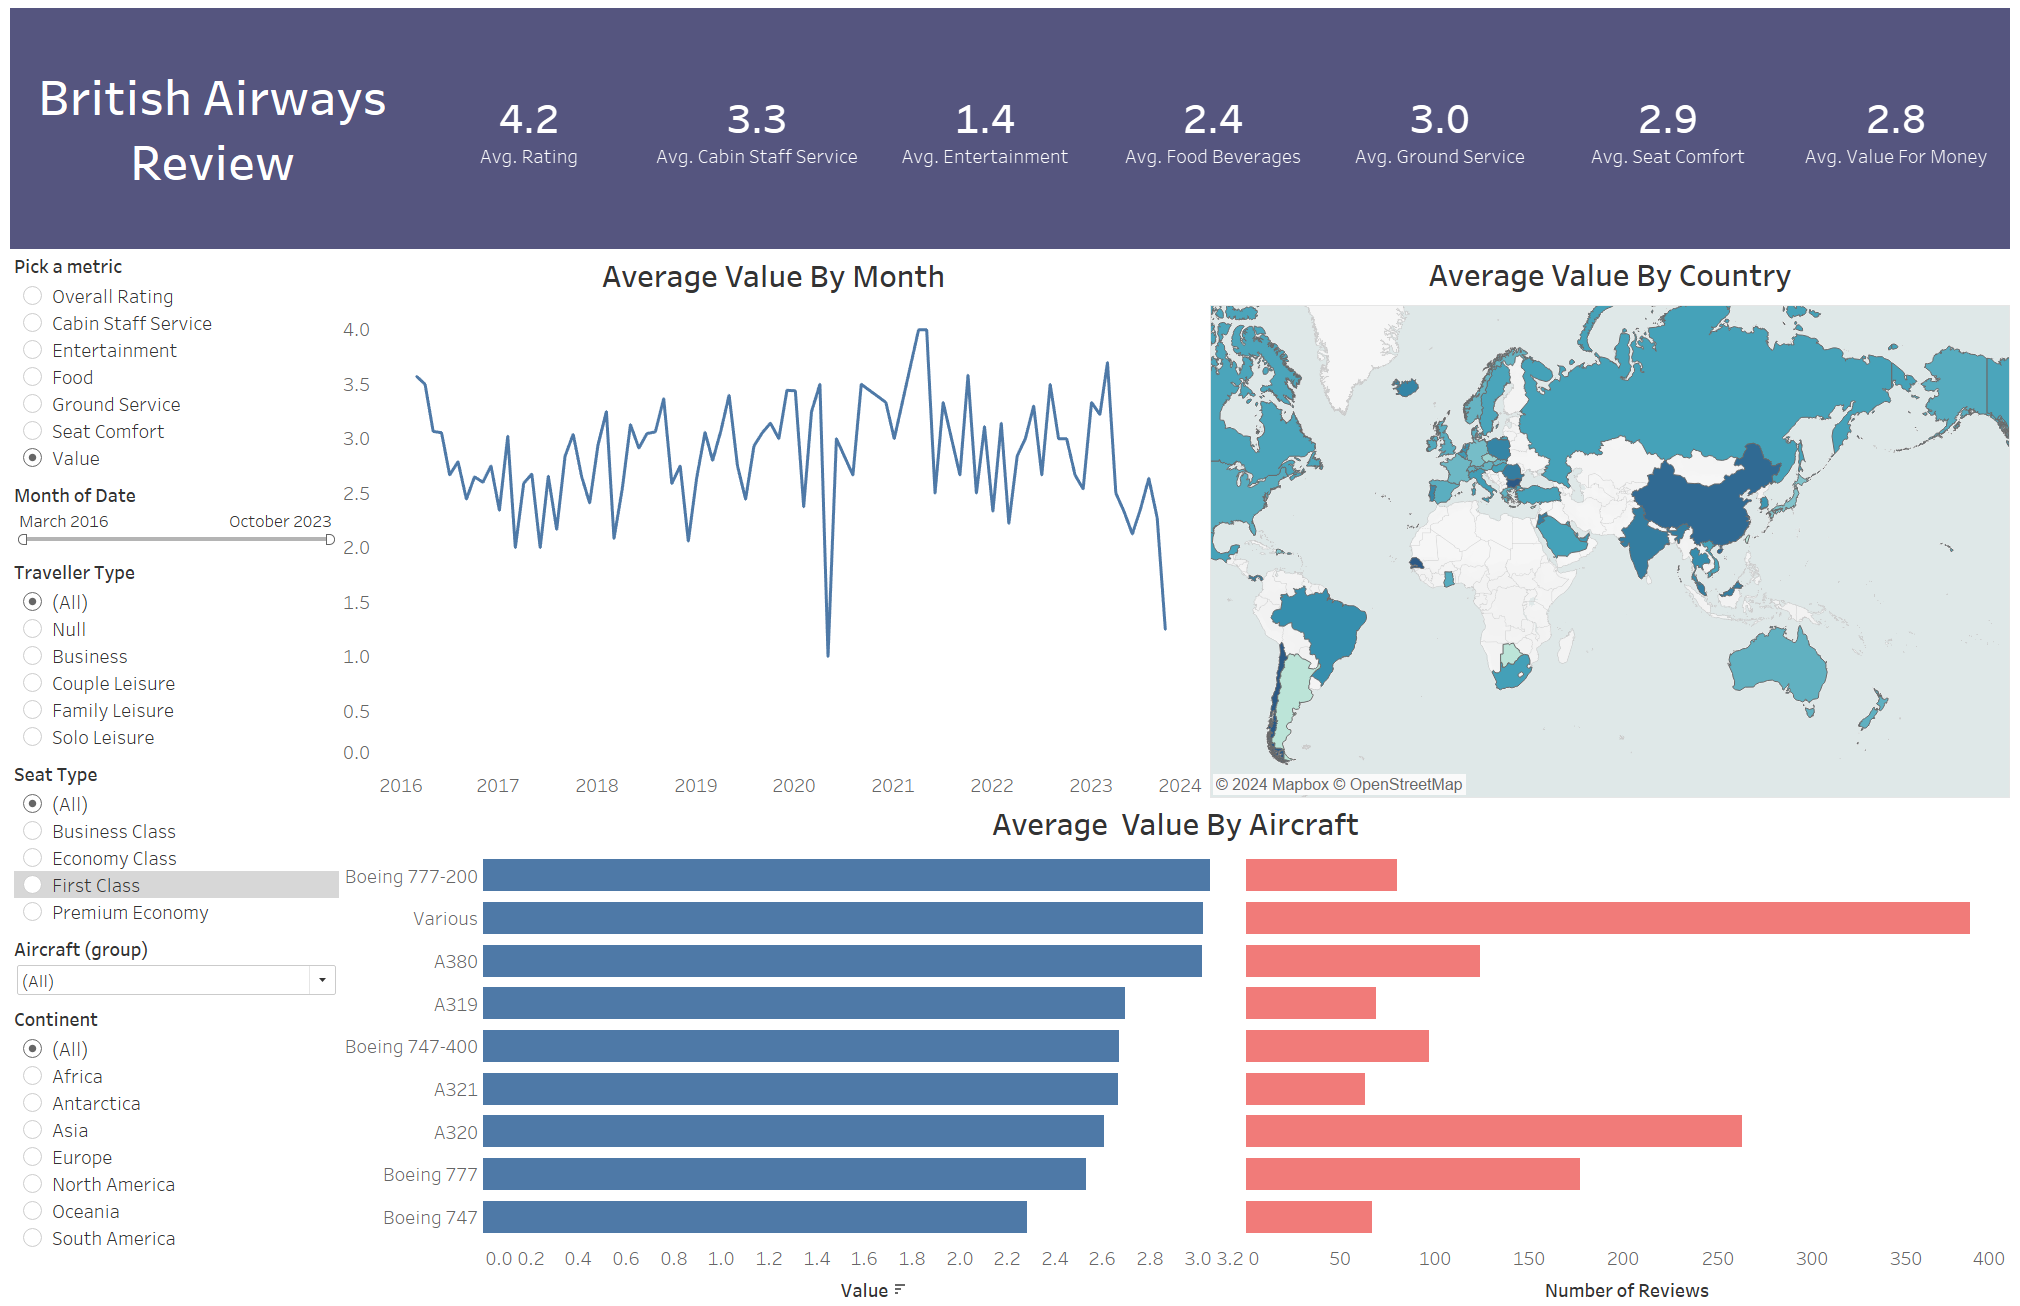 British Airways
Review
4.2
Avg. Rating
3.3
Avg. Cabin Staff Service
1.4
Avg. Entertainment
2.4
Avg. Food Beverages
3.0
Avg. Ground Service
2.9
Avg. Seat Comfort
2.8
Avg. Value For Money
Pick a metric
Overall Rating
Cabin Staff Service
Entertainment
Food
Ground Service
Seat Comfort
Value
Month of Date
March 2016 October 2023
Traveller Type
(All)
Null
Business
Couple Leisure
Family Leisure
Solo Leisure
Seat Type
(All)
Business Class
Economy Class
First Class
Premium Economy
Aircraft (group)
(All)
Continent
(All)
Africa
Antarctica
Asia
Europe
North America
Oceania
South America
Average Value By Month
4.0
3.5
3.0
2.5
2.0
1.5
1.0
0.5
0.0
2016 2017 2018 2019 2020 2021 2022 2023 2024
Average Value By Country
© 2024 Mapbox © OpenStreetMap
Average Value By Aircraft
Boeing 777-200
Various
A380
A319
Boeing 747-400
A321
A320
Boeing 777
Boeing 747
0.0 0.2 0.4 0.6 0.8 1.0 1.2 1.4 1.6 1.8 2.0 2.2 2.4 2.6 2.8 3.0 3.2
Value
0 50 100 150 200 250 300 350 400
Number of Reviews